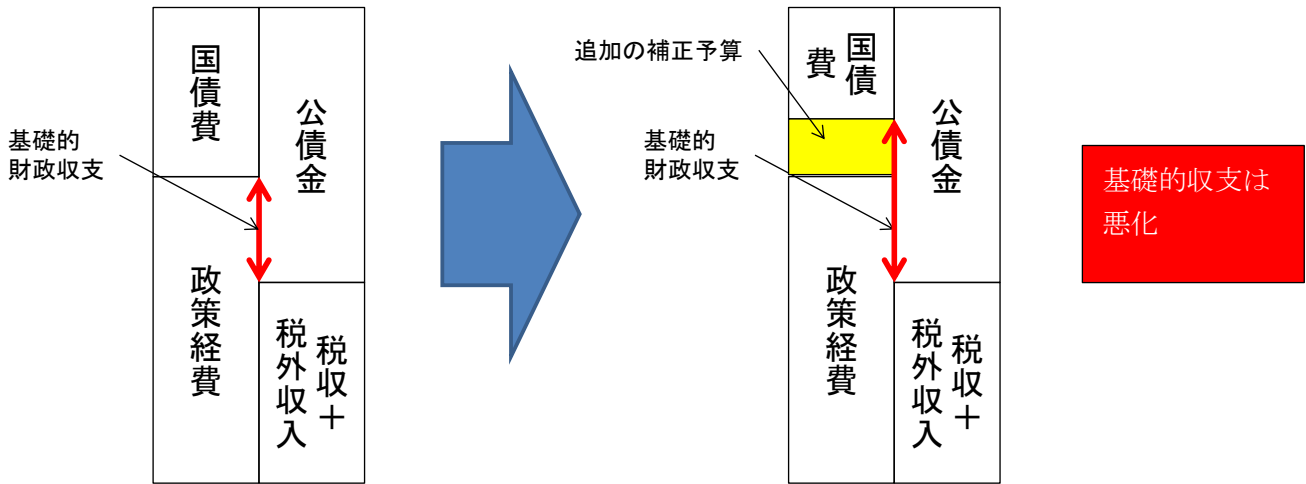 国債費
公債金
基礎的
財政収支
政策経費
税収＋
税外収入
追加の補正予算
国債
費
公債金
基礎的
財政収支
政策経費
税収＋
税外収入
基礎的収支は
悪化